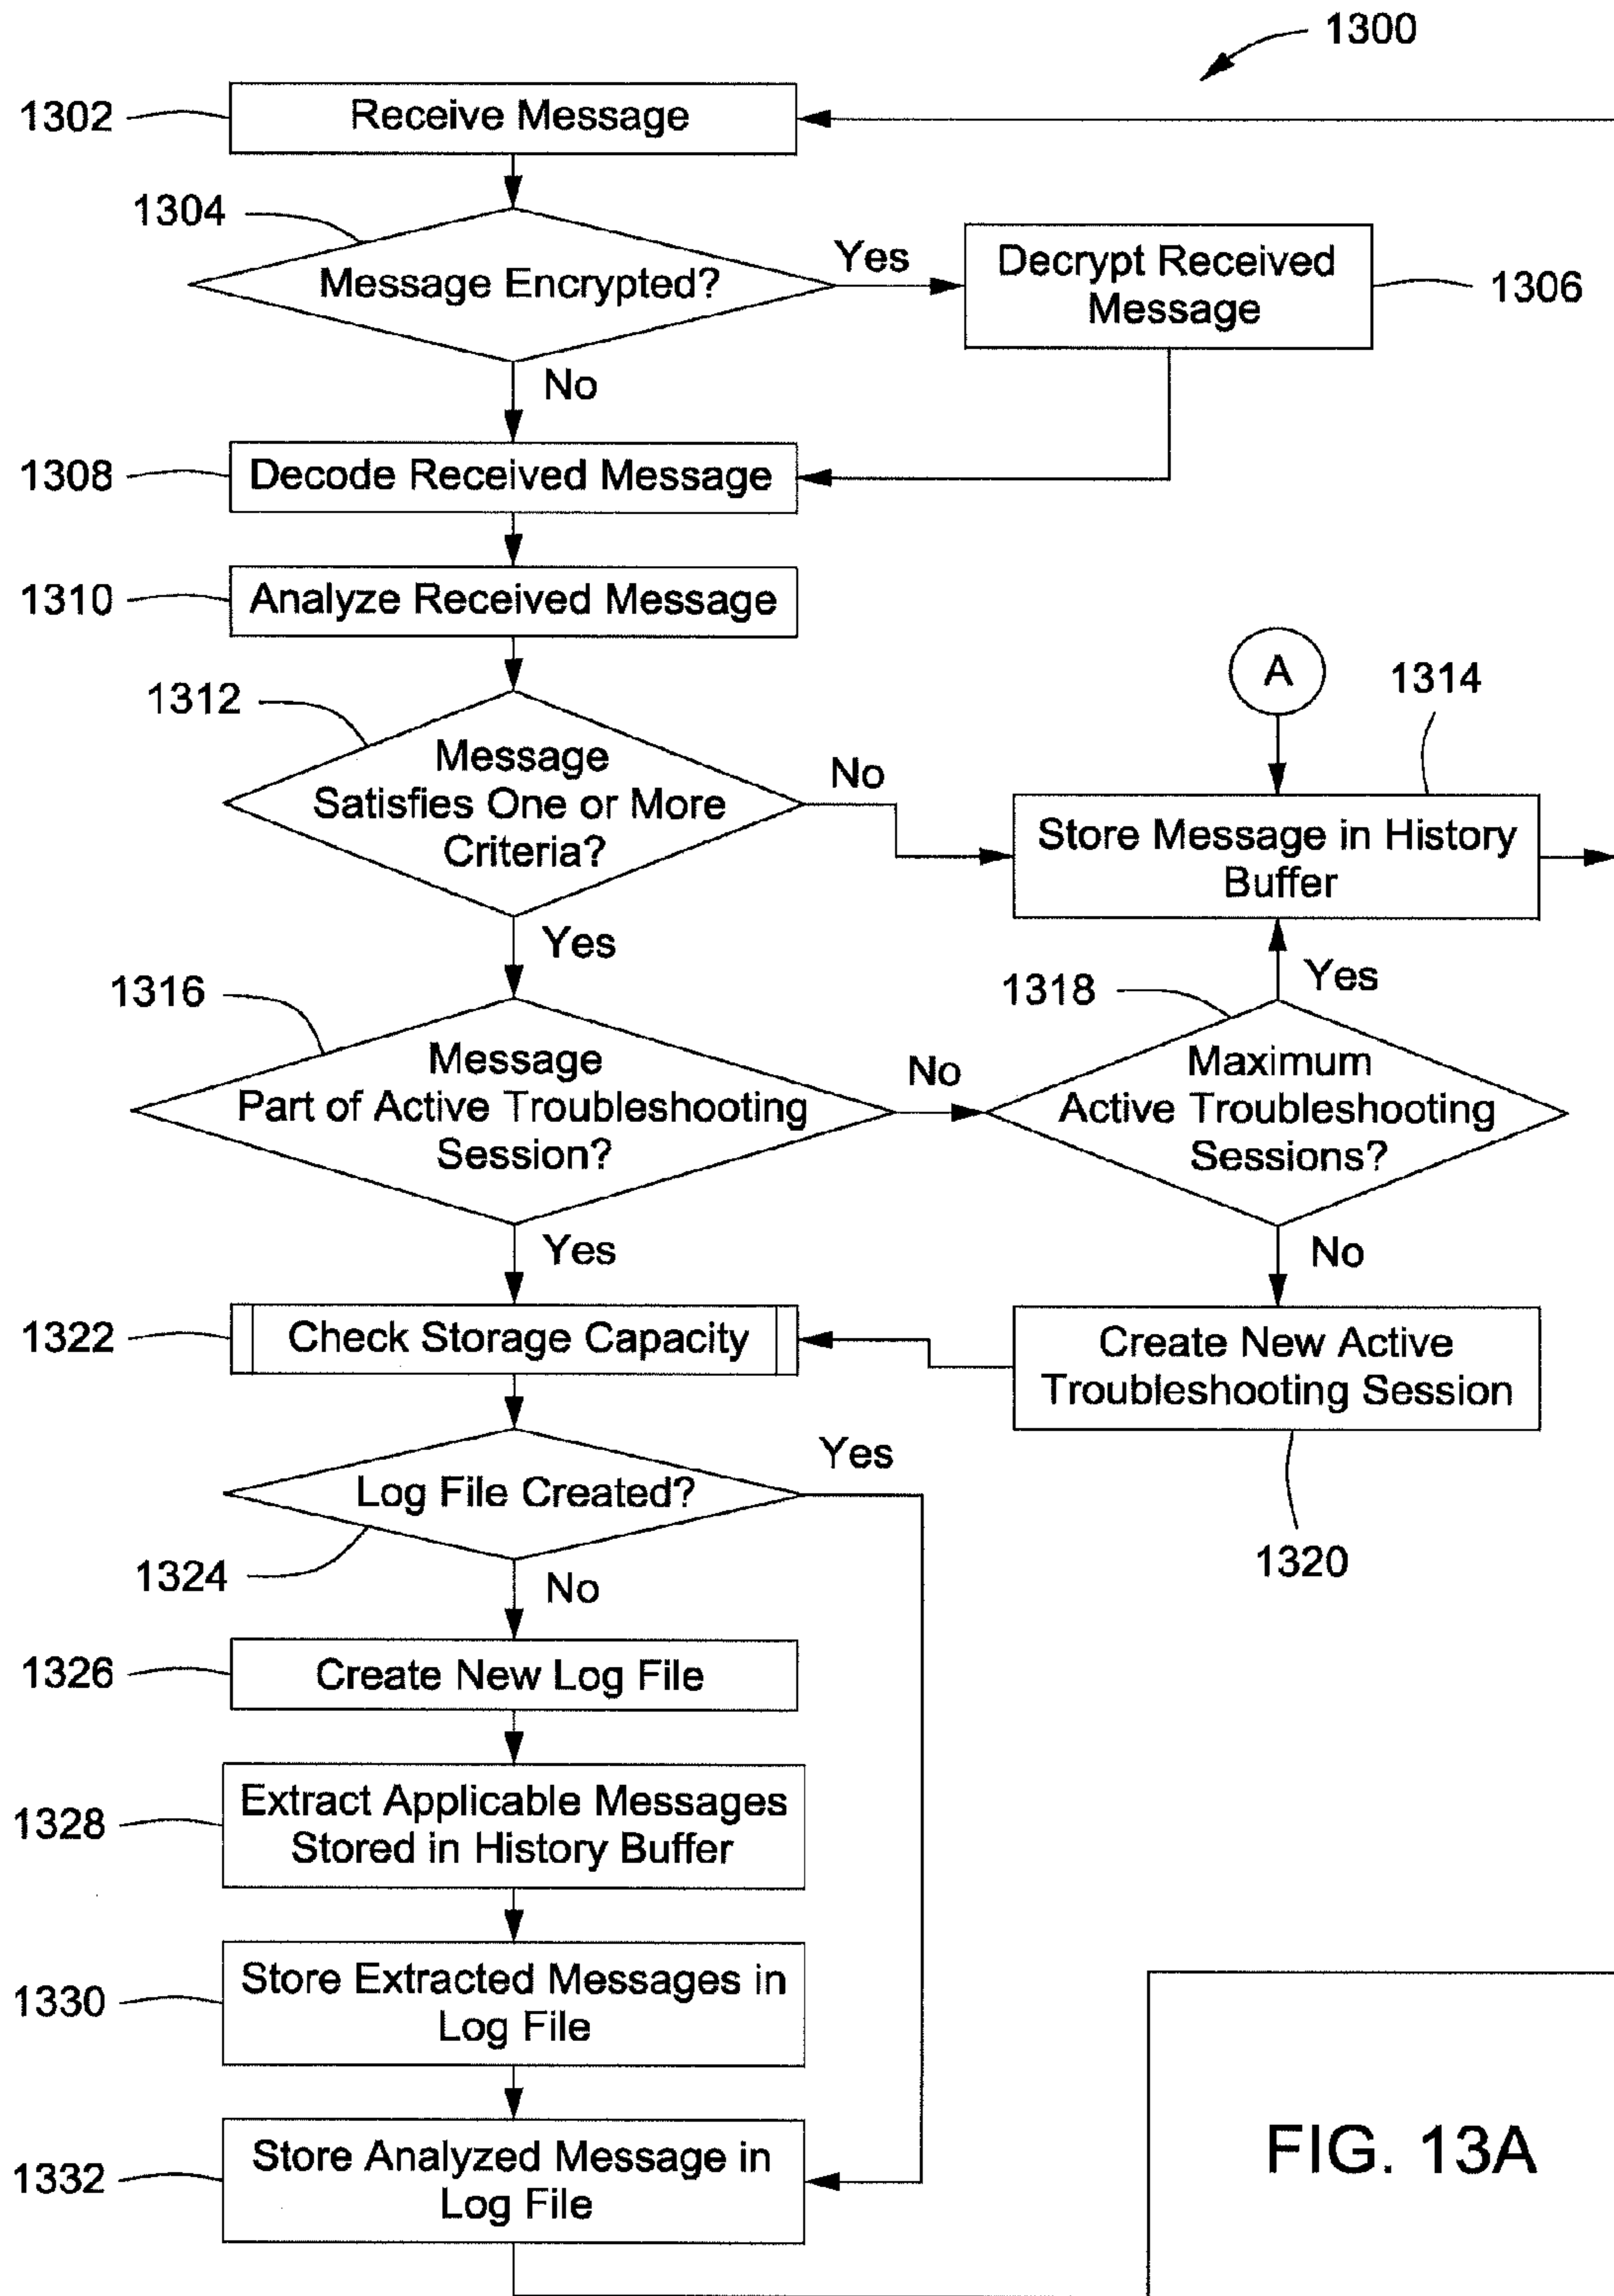 1300
1302
Receive Message
1304
Message Encrypted?
Yes
Decrypt Received
Message
1306
No
1308
Decode Received Message
1310
Analyze Received Message
1312
Message
Satisfies One or More
Criteria?
No
A
1314
Store Message in History
Buffer
Yes
1316
Message
Part of Active Troubleshooting
Session?
No
1318
Yes
Maximum
Active Troubleshooting
Sessions?
Yes
No
1322
Check Storage Capacity
Create New Active
Troubleshooting Session
1320
Log File Created?
Yes
1324
No
1326
Create New Log File
1328
Extract Applicable Messages
Stored in History Buffer
1330
Store Extracted Messages in
Log File
1332
Store Analyzed Message in
Log File
FIG. 13A